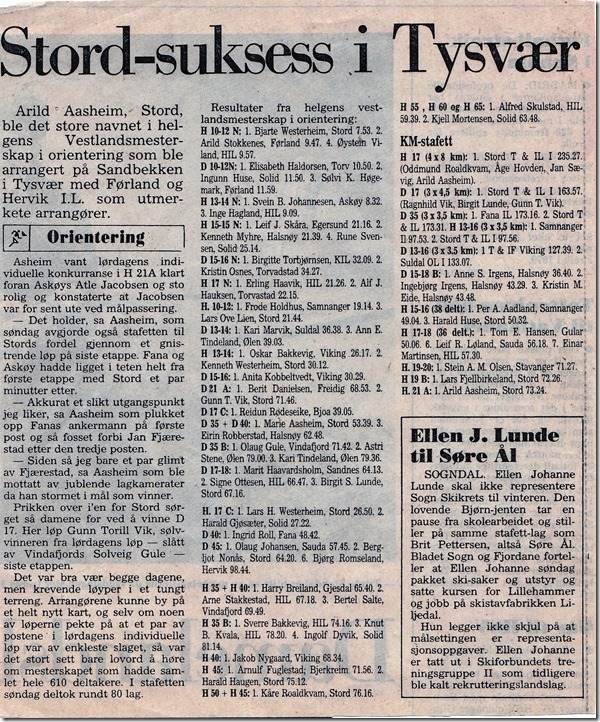 Stord-suksess i Tysvær
Arild Aasheim, Stord,
ble det store navnet i hel-
gens Vestlandsmester-
skap i orientering som ble
arrangert på Sandbekken
i Tysvær med Førland og
Hervik I.L. som utmer-
kete arrangører.
Orientering
Asheim vant lørdagens in-
dividuelle konkurranse i H 21A klart
foran Askøys Atle Jacobsen og sto
rolig og konstaterte at Jacobsen
var for sent ute ved målpassering.
— Det holder, sa Aasheim, som
søndag avgjorde også stafetten til
Stords fordel gjennom et gnis-
trende løp på siste etappe. Fana og
Askøy hadde ligget i teten helt fra
første etappe med Stord et par
minutter etter.
— Akkurat et slikt utgangspunkt
jeg liker, sa Aasheim som plukket
opp Fanas ankermann på første
post og så fosset forbi Jan Fjære-
stad etter den tredje posten.
— Siden så jeg bare et par glimt
av Fjærestad, sa Aasheim som ble
mottatt av jublende lagkamerater
da han stormet i mål som vinner.
Prikken over i'en for Stord sør-
get så damene for ved å vinne D
17. Her løp Gunn Torill Vik, sølv-
vinneren fra lørdagens løp — slått
av Vindafjords Solveig Gule —
siste etappen.
Det var bra vær begge dagene,
men krevende løyper i et tungt
terreng. Arrangørene kunne by på
et helt nytt kart, og selv om noen
av løperne pekte på at et par av
postene i lørdagens individuelle
løp var av enkleste slaget, så var
det stort sett bare lovord å høre
om mesterskapet som hadde sam-
let hele 610 deltakere. I stafetten
søndag deltok rundt 80 lag.
Resultater fra helgens vest-
landsmesterskap i orientering:
H 10-12 N: 1. Bjarte Westerheim, Stord 7.53. 2.
Arild Stokkenes, Førland 9.47. 4. Øystein Vi-
land, HIL 9.57.
D 10-12N: 1. Elisabeth Haldorsen, Torv 10.50. 2.
Ingunn Huse, Solid 11.50. 3. Sølvi K. Høge-
mark, Førland 11.59.
H 13-14 N: 1. Svein B. Johannesen, Askøy 8.32.
3. Inge Hagland, HIL 9.09.
H 15-15 N: 1. Leif J. Skåra, Egersund 21.16. 2.
Kenneth Myhre, Halsnøy 21.39. 4. Rune Sven-
sen, Solid 25.14.
D 15-16 N: 1. Birgitte Torbjørnsen, KIL 32.09. 2.
Kristin Osnes, Torvadstad 34.27.
H 17 N: 1. Erling Haavik, HIL 21.26. 2. Alf J.
Hauksen, Torvastad 22.15.
H 10-12: 1. Frode Holdhus, Samnanger 19.14. 3.
Lars Ove Lien, Stord 21.44.
D 13-14: 1. Kari Marvik, Suldal 36.38. 3. Ann E.
Tindeland, Ølen 39.03.
H 13-14: 1. Oskar Bakkevig, Viking 26.17. 2.
Kenneth Westerheim, Stord 30.12.
D 15-16: 1. Anita Kobbeltvedt, Viking 30.29.
D 21 A: 1. Berit Danielsen, Freidig 68.53. 2.
Gunn T. Vik, Stord 71.46.
D 17 C: 1. Reidun Rødeseike, Bjoa 39.05.
D 35 + D 40: 1. Marie Aasheim, Stord 53.39. 3.
Eirin Robberstad, Halsnøy 62.48.
D 35 B: 1. Olaug Gule, Vindafjord 71.42. 2. Astri
Stene, Ølen 79.00. 3. Kari Tindeland, Ølen 79.36.
D 17-18: 1. Marit Haavardsholm, Sandnes 64.13.
2. Signe Ottesen, HIL 66.47. 3. Birgit S. Lunde,
Stord 67.16.
H. 17 C: 1. Lars H. Westerheim, Stord 26.50. 2.
Harald Gjøsæter, Solid 27.22.
D 40: 1. Ingrid Roll, Fana 48.42.
D 45: 1. Olaug Johansen, Sauda 57.45. 2. Berg-
ljot Nonås, Stord 64.20. 6. Bjørg Romseland,
Hervik 98.44.
H 35 + H 40: 1. Harry Breiland, Gjesdal 65.40. 2.
Arne Stakkestad, HIL 67.18. 3. Bertel Salte,
Vindafjord 69.49.
H 35 B: 1. Sverre Bakkevig, HIL 74.16. 3. Knut
B. Kvala, HIL 78.20. 4. Ingolf Dyvik, Solid
81.14.
H 40: 1. Jakob Nygaard, Viking 68.34.
H 45: 1. Arnulf Fuglestad, Bjerkreim 71.56. 2.
Harald Haugen, Stord 75.12.
H 50 + H 45: 1. Kåre Roaldkvam, Stord 76.16.
H 55 , H 60 og H 65: 1. Alfred Skulstad, HIL
59.39. 2. Kjell Mortensen, Solid 63.48.
KM-stafett
H 17 (4 x 8 km): 1. Stord T & IL I 235.27.
(Oddmund Roaldkvam, Åge Hovden, Jan Sæ-
vig, Arild Aasheim).
D 17 (3 x 4,5 km): 1. Stord T & IL I 163.57.
(Ragnhild Vik, Birgit Lunde, Gunn T. Vik).
D 35 (3 x 3,5 km): 1. Fana IL 173.16. 2. Stord T
& IL 173.31. H 13-16 (3 x 3,5 km): 1. Samnanger
Il 97.53. 2. Stord T & IL I 97.56.
D 13-16 (3 x 3,5 km): 1 T & IF Viking 127.39. 2.
Suldal OL I 133.07.
D 15-18 B: 1. Anne S. Irgens, Halsnøy 36.40. 2.
Ingebjørg Irgens, Halsnøy 43.29. 3. Kristin M.
Eide, Halsnøy 43.48.
H 15-16 (38 delt): 1. Per A. Aadland, Samnanger
49.04. 3. Harald Huse, Stord 50.32.
H 17-18 (36 delt.): 1. Tom E. Hansen, Gular
50.06. 6. Leif R. Løland, Sauda 56.18. 7. Einar
Martinsen, HIL 57.30.
H. 19-20: 1. Stein A. M. Olsen, Stavanger 71.27.
H 19 B: 1. Lars Fjellbirkeland, Stord 72.26.
H. 21 A: 1. Arild Aasheim, Stord 73.24.
Ellen J. Lunde
til Søre Ål
SOGNDAL. Ellen Johanne
Lunde skal ikke representere
Sogn Skikrets til vinteren. Den
lovende Bjørn-jenten tar en
pause fra skolearbeidet og stil-
ler på samme stafett-lag som
Brit Pettersen, altså Søre Ål.
Bladet Sogn og Fjordane fortel-
ler at Ellen Johanne søndag
pakket ski-saker og utstyr og
satte kursen for Lillehammer
og jobb på skistavfabrikken Li-
ljedal.
Hun legger ikke skjul på at
målsettingen er representa-
sjonsoppgaver. Ellen Johanne
er tatt ut i Skiforbundets tre-
ningsgruppe II som tidligere
ble kalt rekrutteringslandslag.